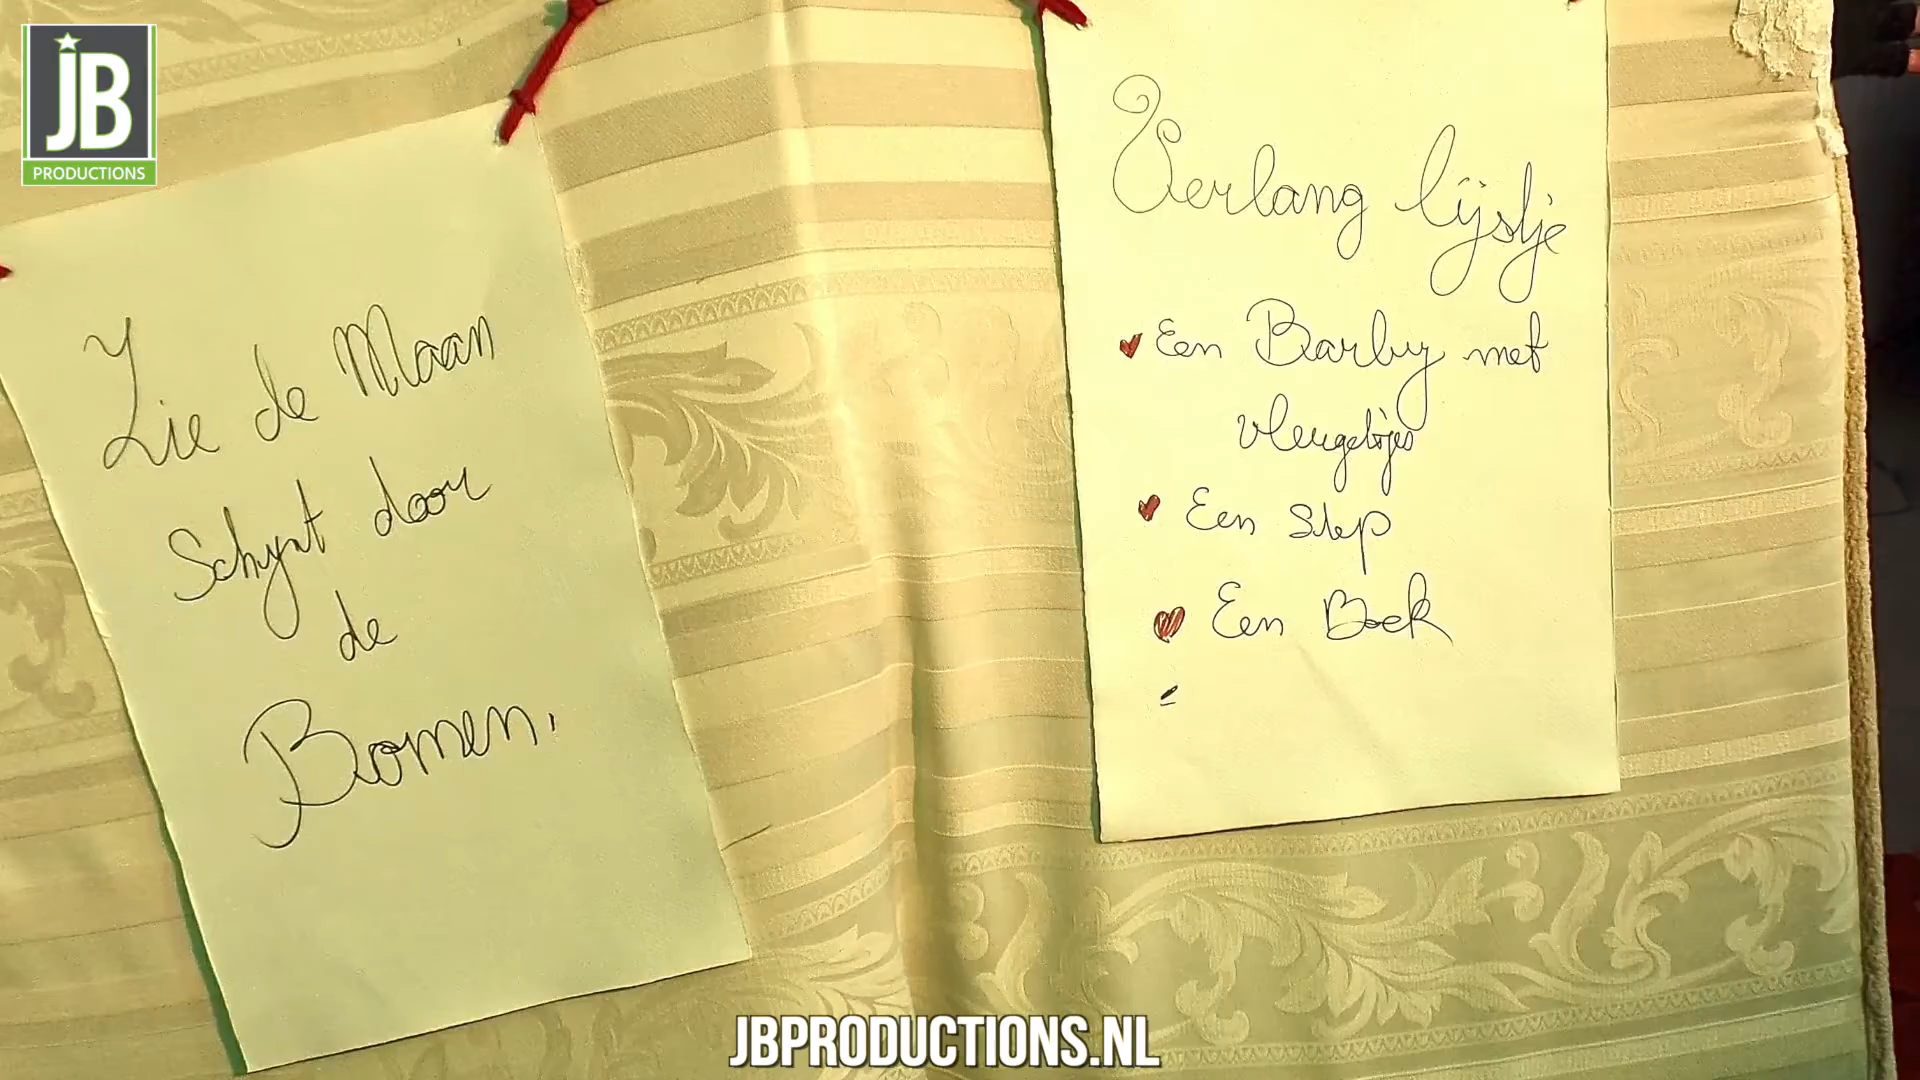 JB
PRODUCTIONS
Zie de Maan
Schynt door
de
Bomen.
Verlang lijstje
Een Barby met
vleugeltjes
Een Step
Een Boek
JBPRODUCTIONS.NL